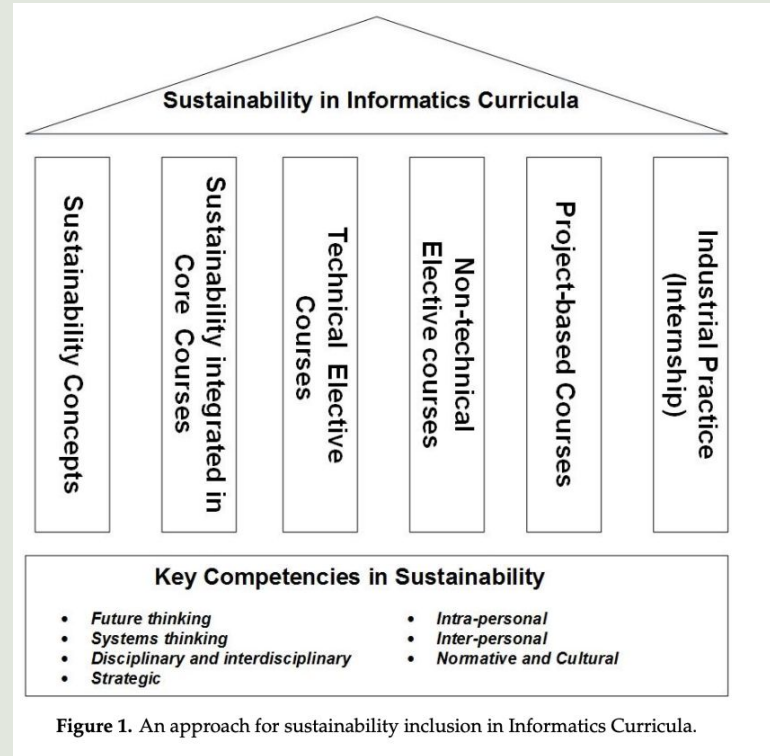 Sustainability in Informatics Curricula
Sustainability Concepts
Sustainability integrated in
Core Courses
Technical Elective
Courses
Non-technical
Elective courses
Project-based Courses
Industrial Practice
(Internship)
Key Competencies in Sustainability
• Future thinking
• Systems thinking
• Disciplinary and interdisciplinary
• Strategic
• Intra-personal
• Inter-personal
• Normative and Cultural
Figure 1. An approach for sustainability inclusion in Informatics Curricula.